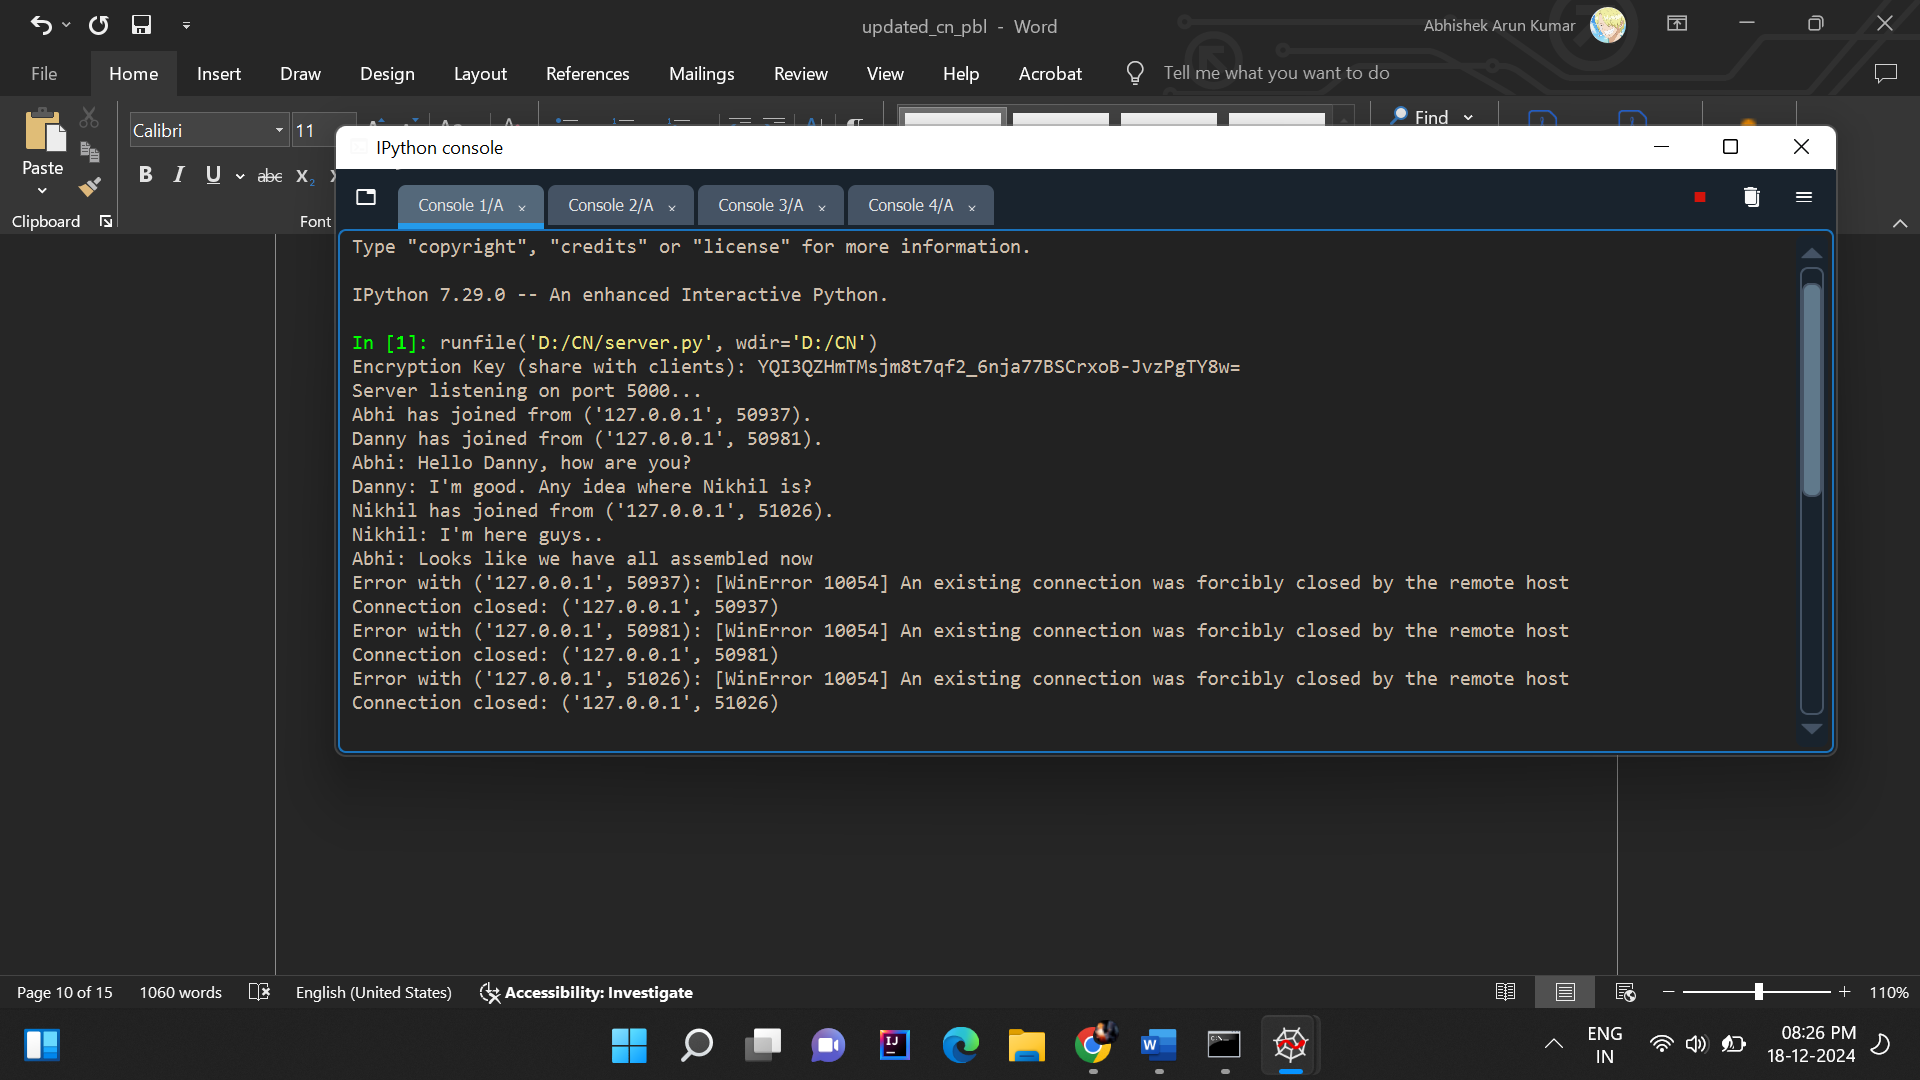 updated_cn_pbl - Word
Abhishek Arun Kumar
File Home Insert Draw Design Layout References Mailings Review View Help Acrobat Tell me what you want to do
Calibri 11
Find
Paste
B I U abc X₂
Clipboard
Font
IPython console
Console 1/A Console 2/A Console 3/A Console 4/A
Type "copyright", "credits" or "license" for more information.
IPython 7.29.0 -- An enhanced Interactive Python.
In [1]: runfile('D:/CN/server.py', wdir='D:/CN')
Encryption Key (share with clients): YQI3QZHmTMsjm8t7qf2_6nja77BSCrxoB-JvzPgTY8w=
Server listening on port 5000...
Abhi has joined from ('127.0.0.1', 50937).
Danny has joined from ('127.0.0.1', 50981).
Abhi: Hello Danny, how are you?
Danny: I'm good. Any idea where Nikhil is?
Nikhil has joined from ('127.0.0.1', 51026).
Nikhil: I'm here guys..
Abhi: Looks like we have all assembled now
Error with ('127.0.0.1', 50937): [WinError 10054] An existing connection was forcibly closed by the remote host
Connection closed: ('127.0.0.1', 50937)
Error with ('127.0.0.1', 50981): [WinError 10054] An existing connection was forcibly closed by the remote host
Connection closed: ('127.0.0.1', 50981)
Error with ('127.0.0.1', 51026): [WinError 10054] An existing connection was forcibly closed by the remote host
Connection closed: ('127.0.0.1', 51026)
Page 10 of 15 1060 words English (United States) Accessibility: Investigate 110%
ENG
IN
08:26 PM
18-12-2024